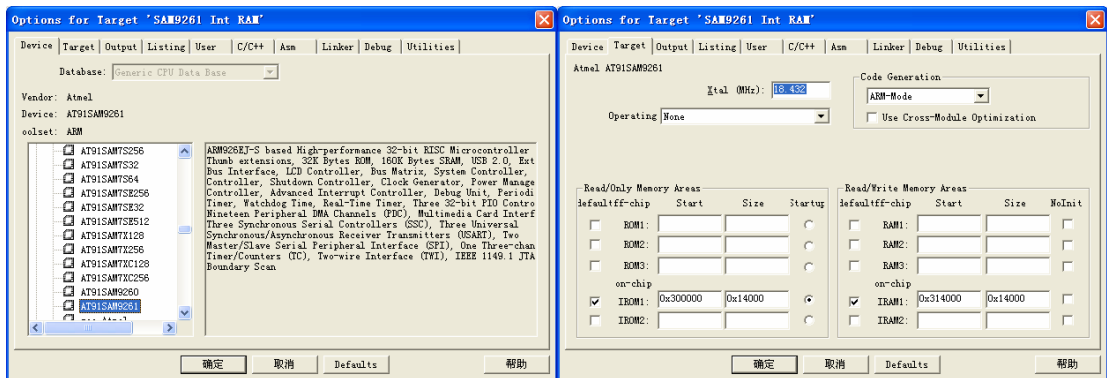 Options for Target 'SAM9261 Int RAM'
Device Target Output Listing User C/C++ Asm Linker Debug Utilities
Database: Generic CPU Data Base
Vendor: Atmel
Device: AT91SAM9261
oolset: ARM
AT91SAM7S256
AT91SAM7S32
AT91SAM7S64
AT91SAM7SE256
AT91SAM7SE32
AT91SAM7SE512
AT91SAM7X128
AT91SAM7X256
AT91SAM7XC128
AT91SAM7XC256
AT91SAM9260
AT91SAM9261
ARM926EJ-S based High-performance 32-bit RISC Microcontroller
Thumb extensions, 32K Bytes ROM, 160K Bytes SRAM, USB 2.0, Ext
Bus Interface, LCD Controller, Bus Matrix, System Controller,
Controller, Shutdown Controller, Clock Generator, Power Manage
Controller, Advanced Interrupt Controller, Debug Unit, Periodi
Timer, Watchdog Time, Real-Time Timer, Three 32-bit PIO Contro
Nineteen Peripheral DMA Channels (PDC), Multimedia Card Interf
Three Synchronous Serial Controllers (SSC), Three Universal
Synchronous/Asynchronous Receiver Transmitters (USART), Two
Master/Slave Serial Peripheral Interface (SPI), One Three-chan
Timer/Counters (TC), Two-wire Interface (TWI), IEEE 1149.1 JTA
Boundary Scan
确定 取消 Defaults 帮助
Options for Target 'SAM9261 Int RAM'
Device Target Output Listing User C/C++ Asm Linker Debug Utilities
Atmel AT91SAM9261
Xtal (MHz): 18.432
Operating None
Code Generation
ARM-Mode
Use Cross-Module Optimization
Read/Only Memory Areas
default ff-chip Start Size Startup
ROM1:
ROM2:
ROM3:
on-chip
IROM1: 0x300000 0x14000
IROM2:
Read/Write Memory Areas
default ff-chip Start Size NoInit
RAM1:
RAM2:
RAM3:
on-chip
IRAM1: 0x314000 0x14000
IRAM2:
确定 取消 Defaults 帮助